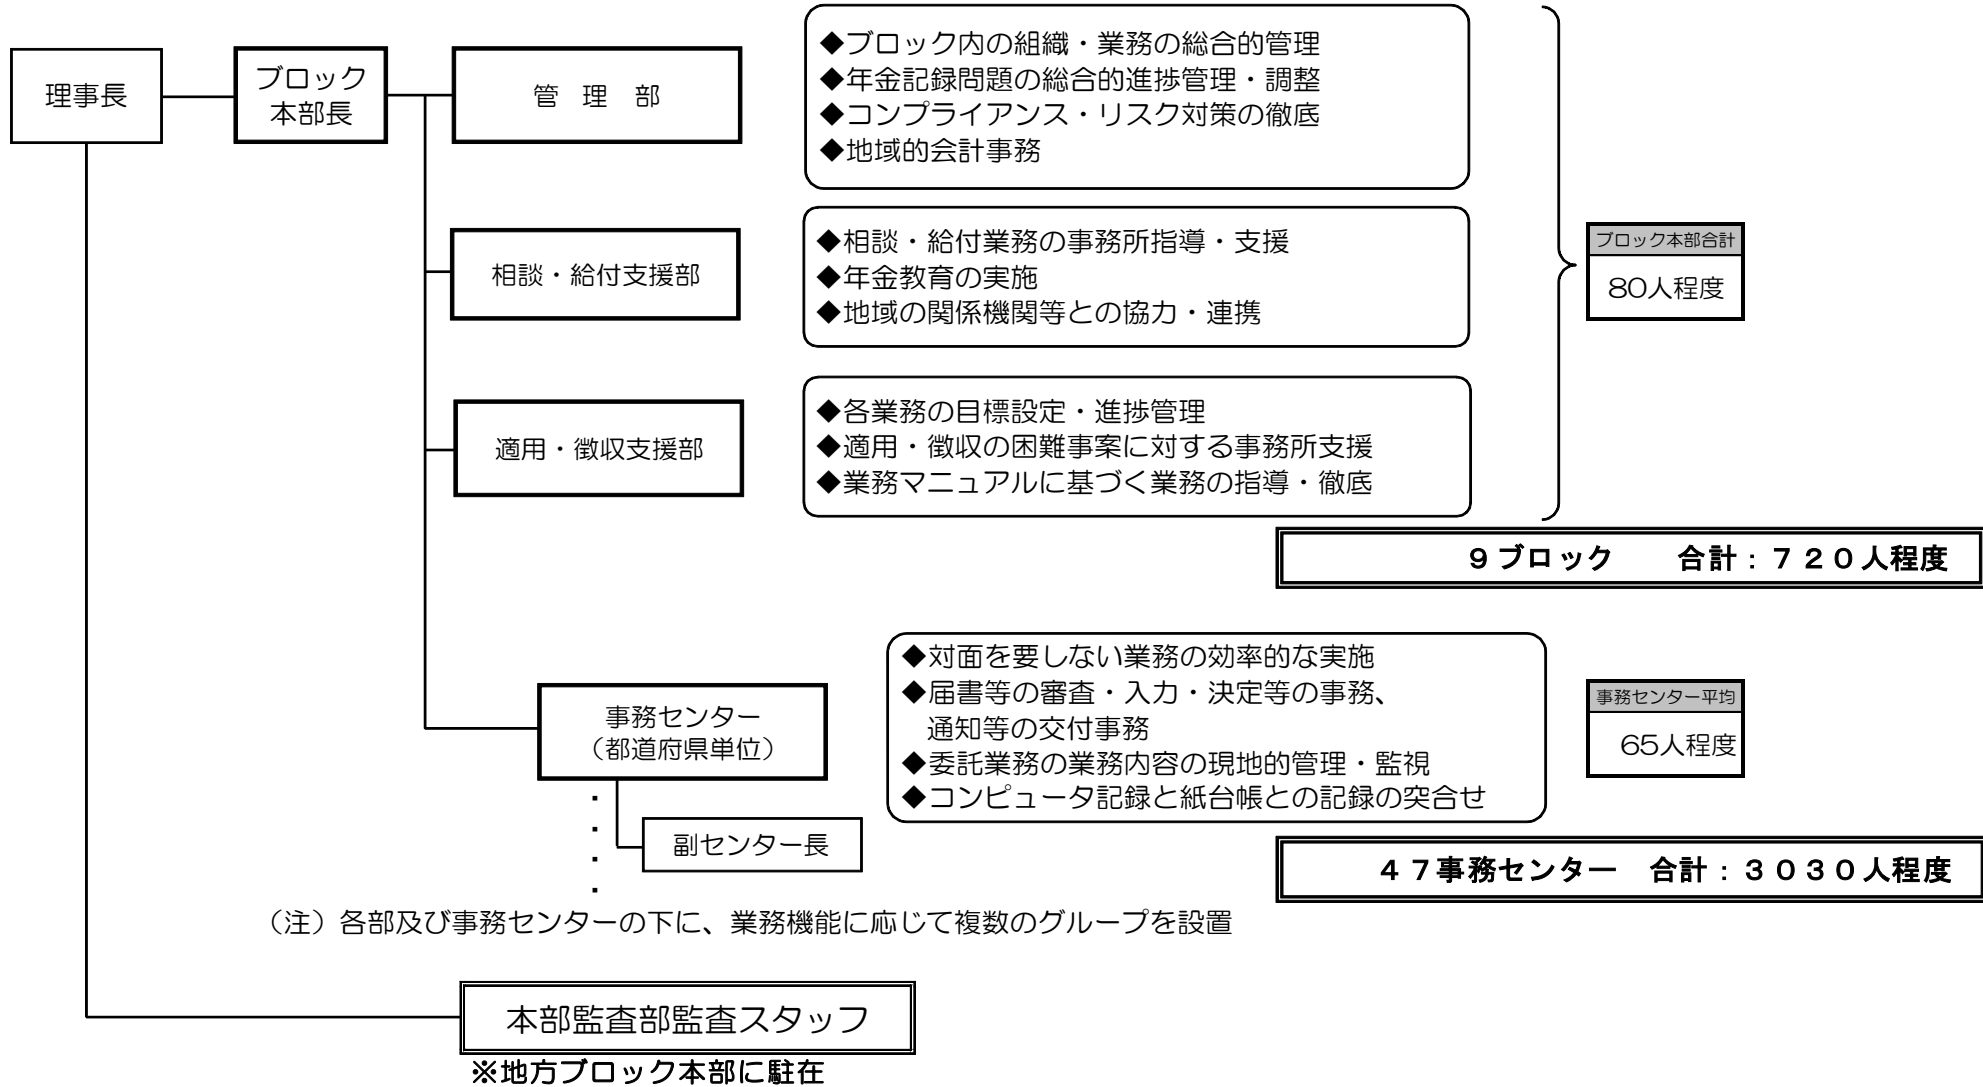 理事長
ブロック
本部長
管 理 部
◆ブロック内の組織・業務の総合的管理
◆年金記録問題の総合的進捗管理・調整
◆コンプライアンス・リスク対策の徹底
◆地域的会計事務
相談・給付支援部
◆相談・給付業務の事務所指導・支援
◆年金教育の実施
◆地域の関係機関等との協力・連携
ブロック本部合計
80人程度
適用・徴収支援部
◆各業務の目標設定・進捗管理
◆適用・徴収の困難事案に対する事務所支援
◆業務マニュアルに基づく業務の指導・徹底
9ブロック　合計：７２０人程度
事務センター
（都道府県単位）
◆対面を要しない業務の効率的な実施
◆届書等の審査・入力・決定等の事務、
通知等の交付事務
◆委託業務の業務内容の現地的管理・監視
◆コンピュータ記録と紙台帳との記録の突合せ
事務センター平均
65人程度
副センター長
４７事務センター　合計：３０３０人程度
（注）各部及び事務センターの下に、業務機能に応じて複数のグループを設置
本部監査部監査スタッフ
※地方ブロック本部に駐在